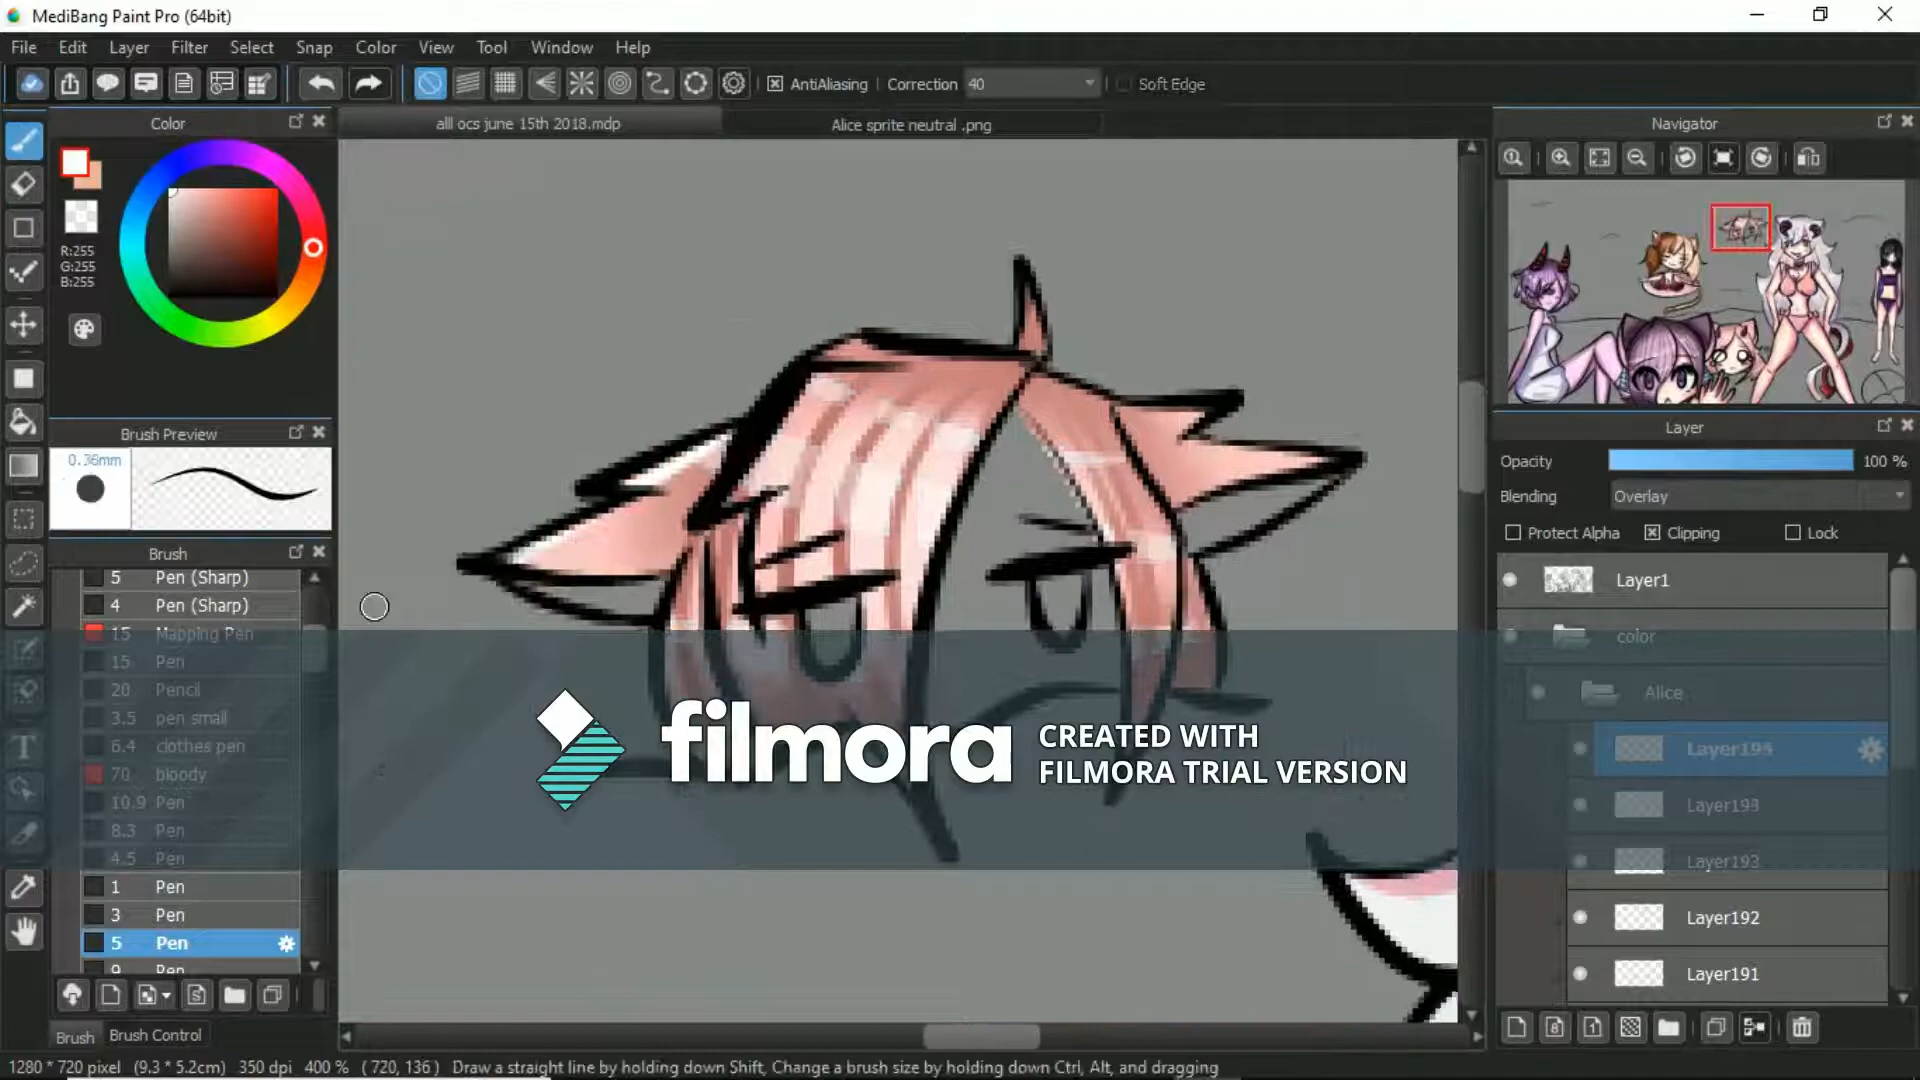 MediBang Paint Pro (64bit)
File Edit Layer Filter Select Snap Color View Tool Window Help
AntiAliasing Correction 40 Soft Edge
Color
alll ocs june 15th 2018.mdp
Alice sprite neutral .png
Navigator
R:255
G:255
B:255
Brush Preview
0.36mm
Layer
Opacity 100 %
Blending Overlay
Protect Alpha Clipping Lock
Brush
5 Pen (Sharp)
4 Pen (Sharp)
15 Mapping Pen
15 Pen
20 Pencil
3.5 pen small
6.4 clothes pen
70 bloody
10.9 Pen
8.3 Pen
4.5 Pen
1 Pen
3 Pen
5 Pen
9 Pen
Brush Brush Control
Layer1
color
Alice
Layer193
Layer192
Layer191
filmora
CREATED WITH
FILMORA TRIAL VERSION
1280 * 720 pixel (9.3 * 5.2cm) 350 dpi 400 % ( 720, 136 ) Draw a straight line by holding down Shift, Change a brush size by holding down Ctrl, Alt, and dragging